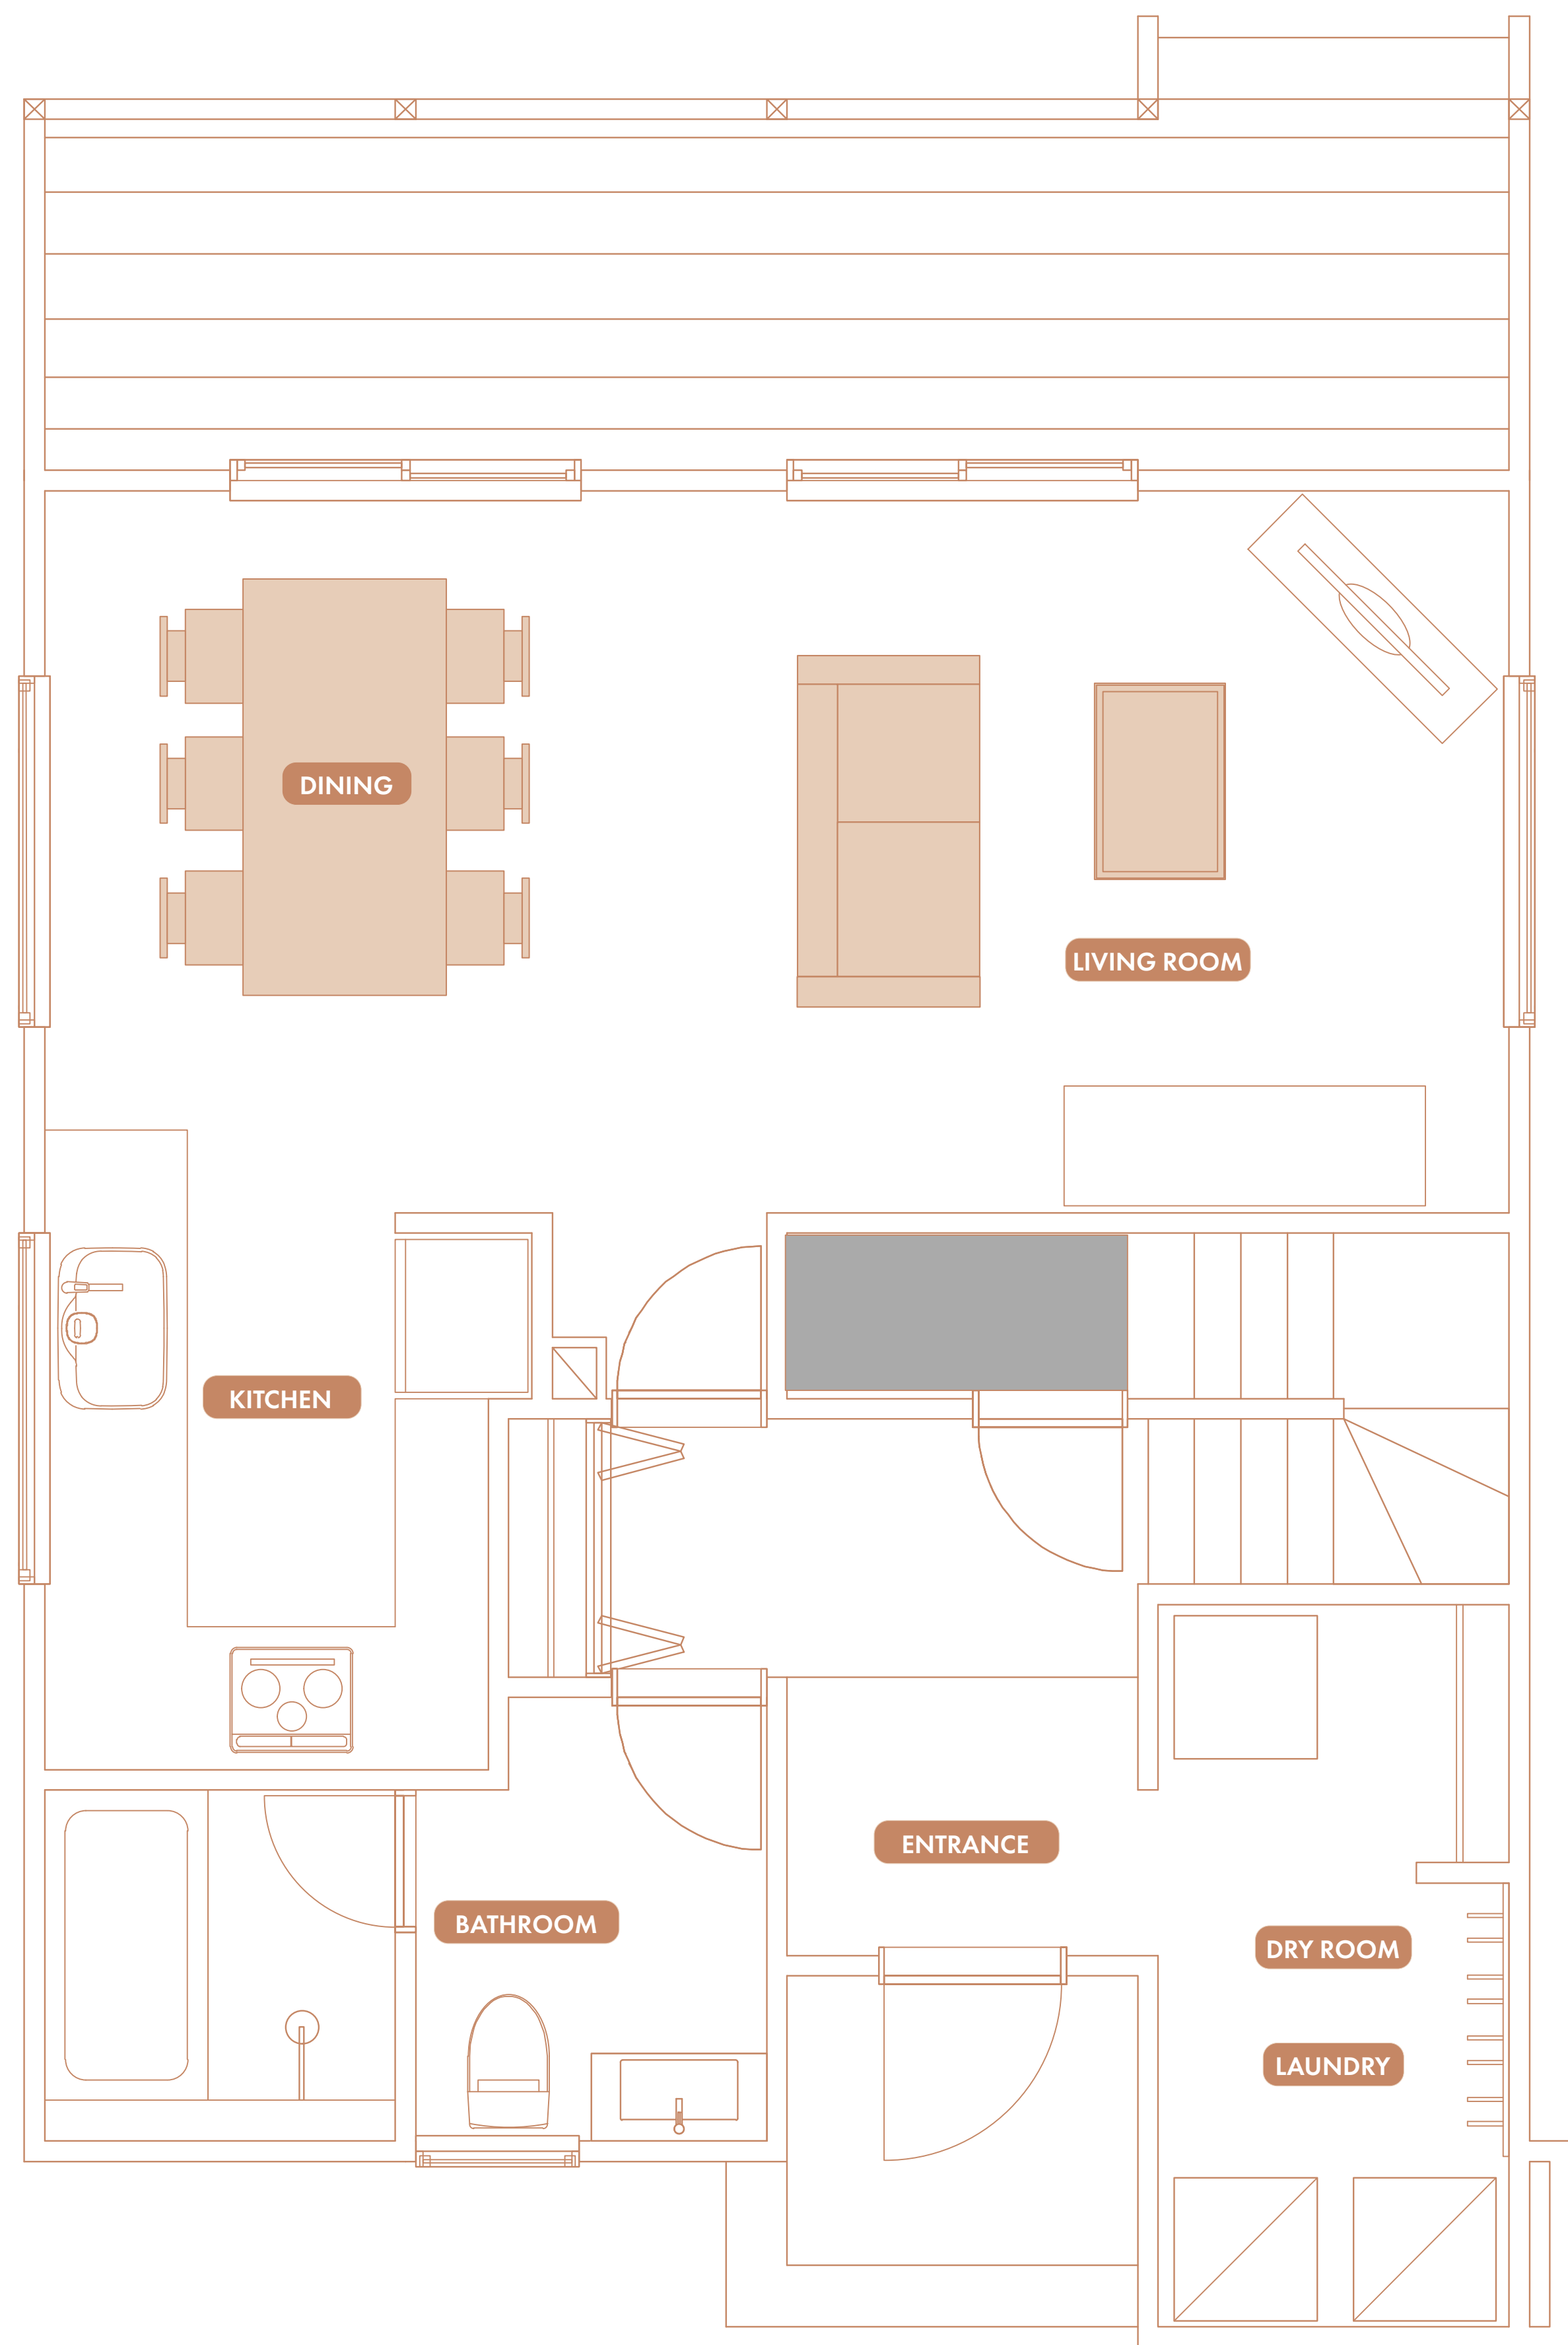 DINING
LIVING ROOM
KITCHEN
ENTRANCE
BATHROOM
DRY ROOM
LAUNDRY